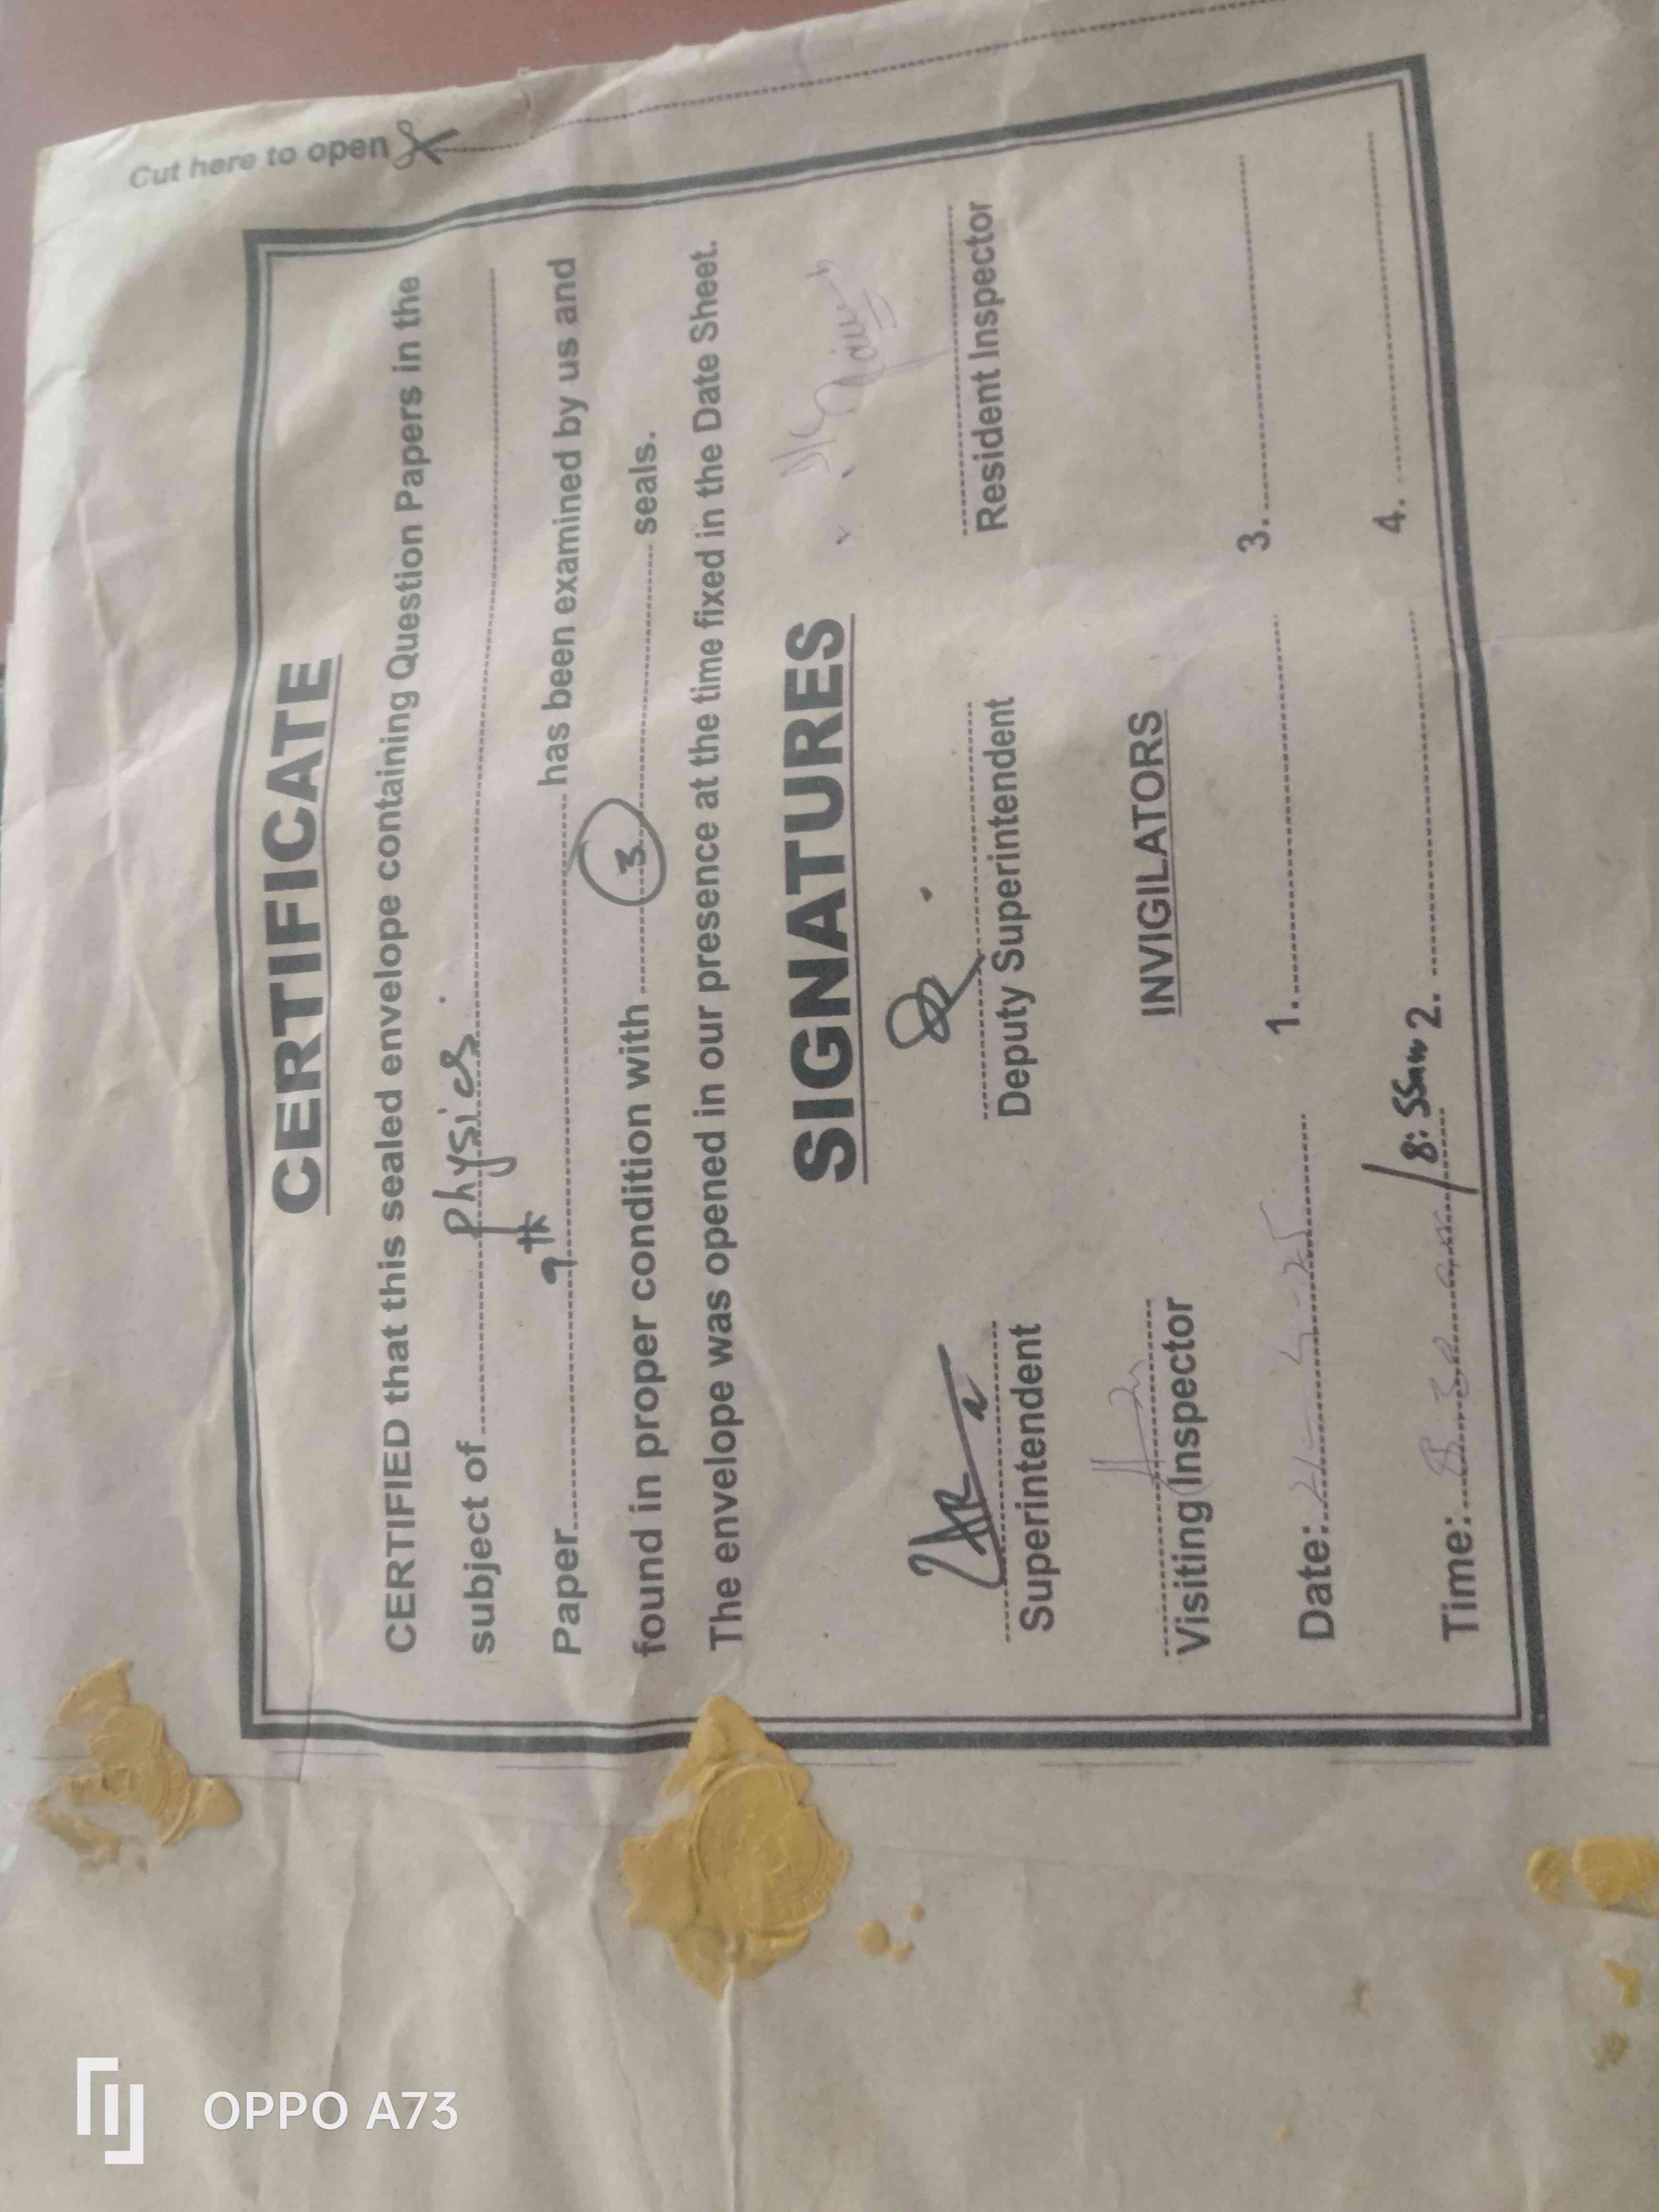 Cut here to open
CERTIFICATE
CERTIFIED that this sealed envelope containing Question Papers in the
subject of Physics.
Paper 9th has been examined by us and
found in proper condition with 3 seals.
The envelope was opened in our presence at the time fixed in the Date Sheet.
SIGNATURES
Superintendent Deputy Superintendent Resident Inspector
INVIGILATORS
Visiting Inspector
Date: 1. 3.
Time: 8:55am 2. 4.
OPPO A73